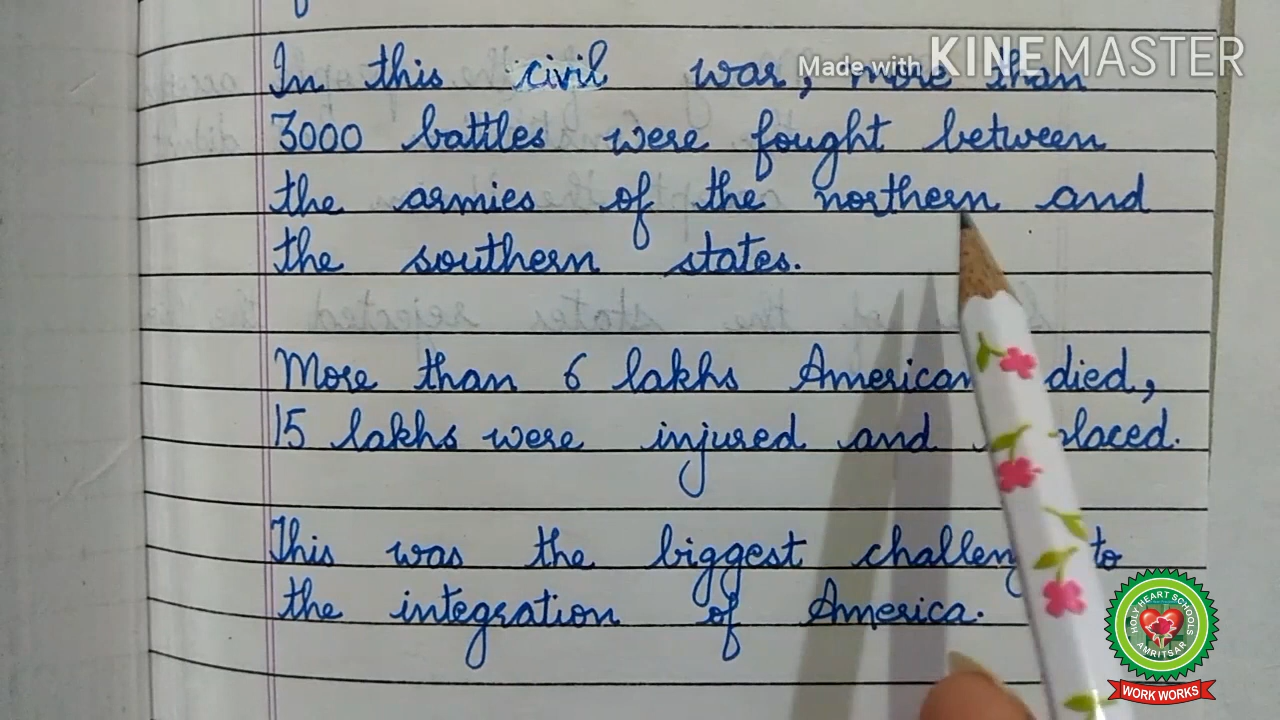 Made with KINEMASTER
In this civil war, more than
3000 battles were fought between
the armies of the northern and
the southern states.
More than 6 lakhs American died,
15 lakhs were injured and
This was the biggest to
the integration of America.
HOLY HEART SCHOOLS
AMRITSAR
WORK WORKS